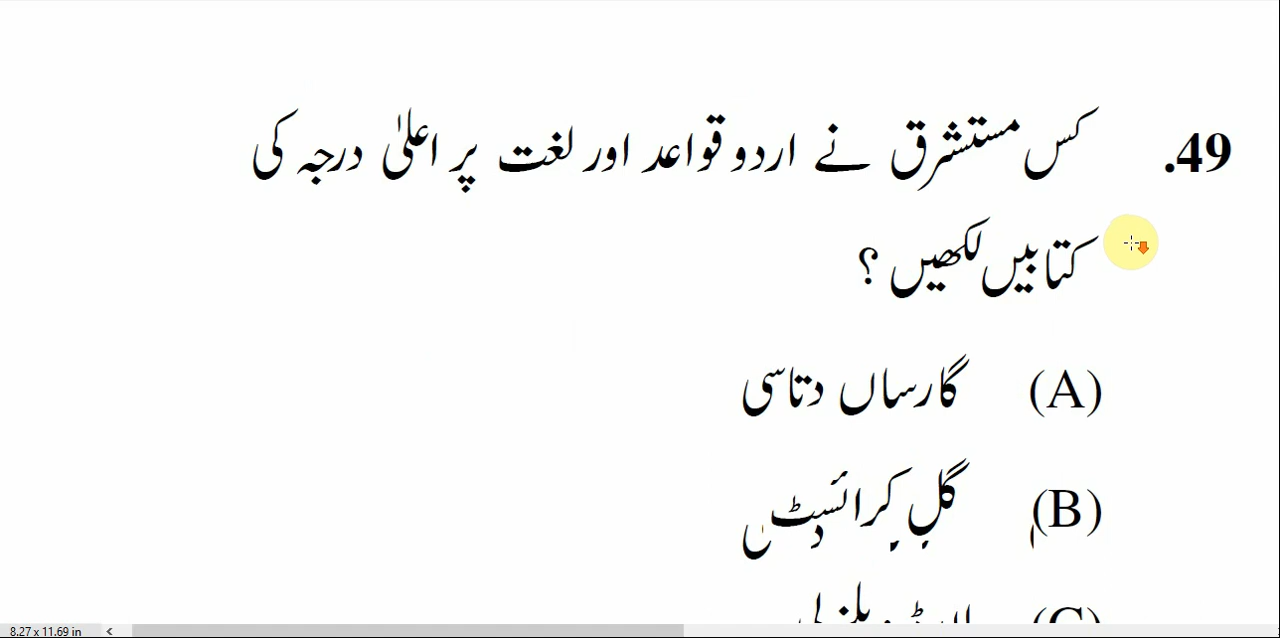 49. کس مستشرق نے اردو قواعد اور لغت پر اعلیٰ درجہ کی
کتابیں لکھیں ؟
(A) گارساں دتاسی
(B) گل کرائسٹ
(C)
8.27 x 11.69 in